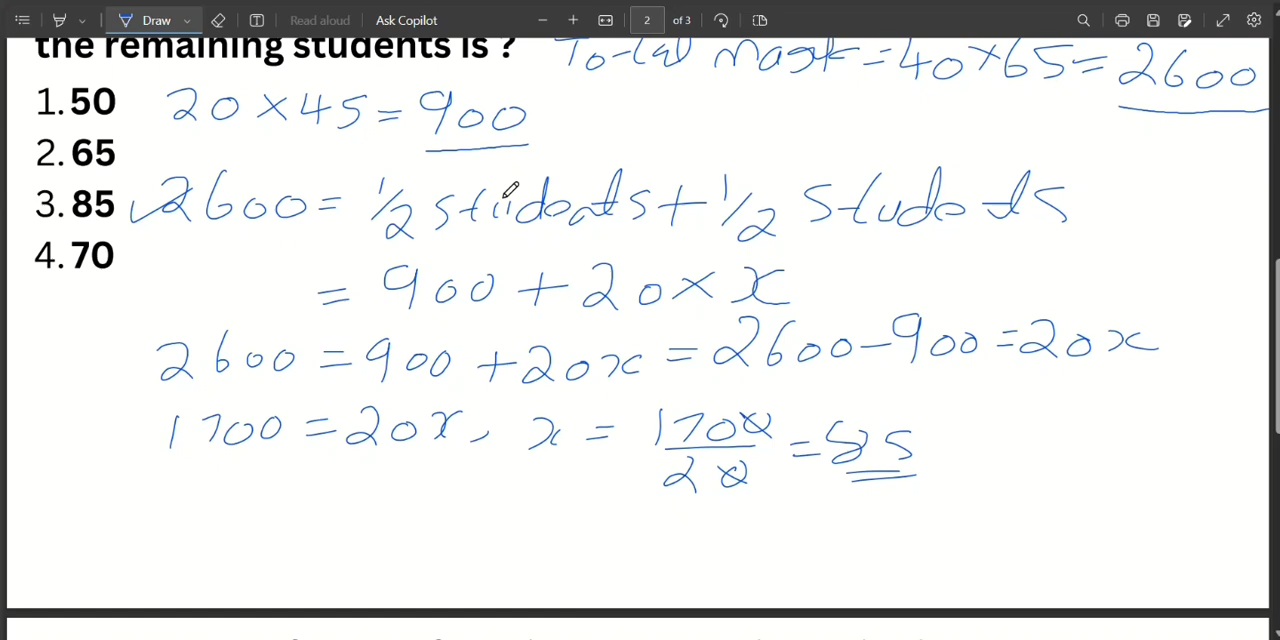 Draw
Read aloud
Ask Copilot
2
of 3
the remaining students is ?
Total mark = 40 × 65 = 2600
1. 50
20 × 45 = 900
2. 65
3. 85
2600 = 1/2 students + 1/2 students
4. 70
= 900 + 20 × x
2600 = 900 + 20x = 2600 - 900 = 20x
1700 = 20x, x = 1700/20 = 85